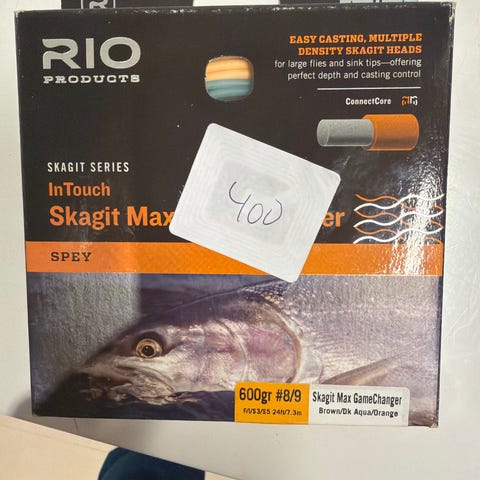 RIO
PRODUCTS
EASY CASTING, MULTIPLE
DENSITY SKAGIT HEADS
for large flies and sink tips—offering
perfect depth and casting control
ConnectCore
SKAGIT SERIES
InTouch
Skagit Max er
400
SPEY
600gr #8/9
F/I/S3/S5 24ft/7.3m
Skagit Max GameChanger
Brown/Dk Aqua/Orange